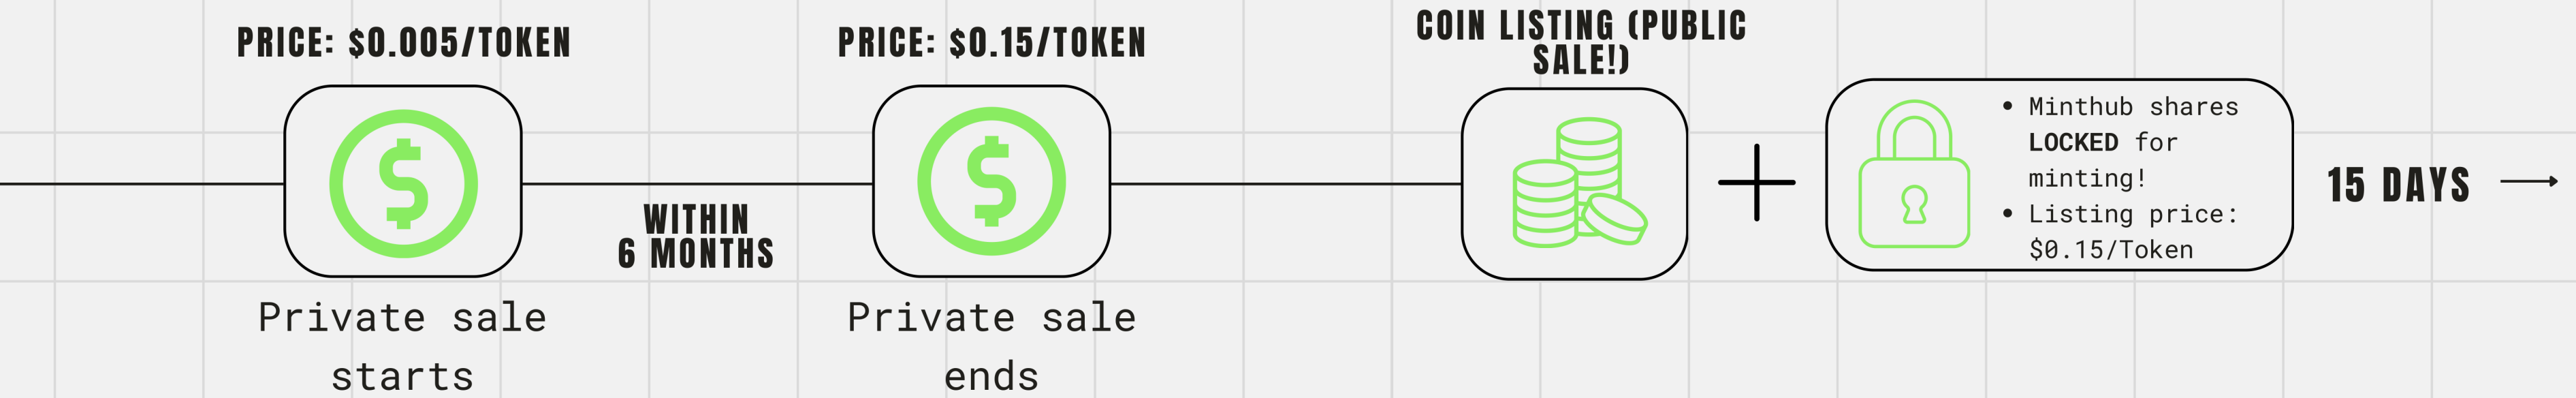 PRICE: $0.005/TOKEN
Private sale
starts
WITHIN
6 MONTHS
PRICE: $0.15/TOKEN
Private sale
ends
COIN LISTING (PUBLIC
SALE!)
• Minthub shares
LOCKED for
minting!
• Listing price:
$0.15/Token
15 DAYS